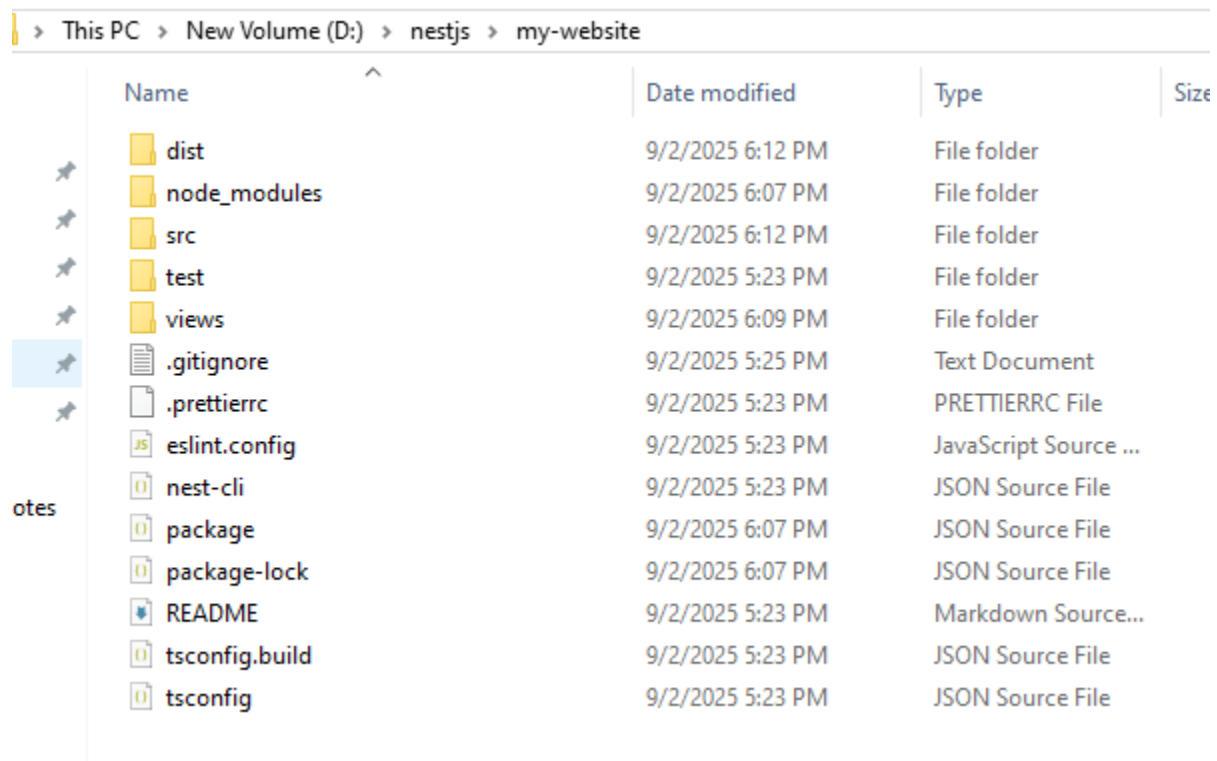 › This PC › New Volume (D:) › nestjs › my-website
Name Date modified Type Size
dist 9/2/2025 6:12 PM File folder
node_modules 9/2/2025 6:07 PM File folder
src 9/2/2025 6:12 PM File folder
test 9/2/2025 5:23 PM File folder
views 9/2/2025 6:09 PM File folder
.gitignore 9/2/2025 5:25 PM Text Document
.prettierrc 9/2/2025 5:23 PM PRETTIERRC File
eslint.config 9/2/2025 5:23 PM JavaScript Source ...
nest-cli 9/2/2025 5:23 PM JSON Source File
otes
package 9/2/2025 6:07 PM JSON Source File
package-lock 9/2/2025 6:07 PM JSON Source File
README 9/2/2025 5:23 PM Markdown Source...
tsconfig.build 9/2/2025 5:23 PM JSON Source File
tsconfig 9/2/2025 5:23 PM JSON Source File